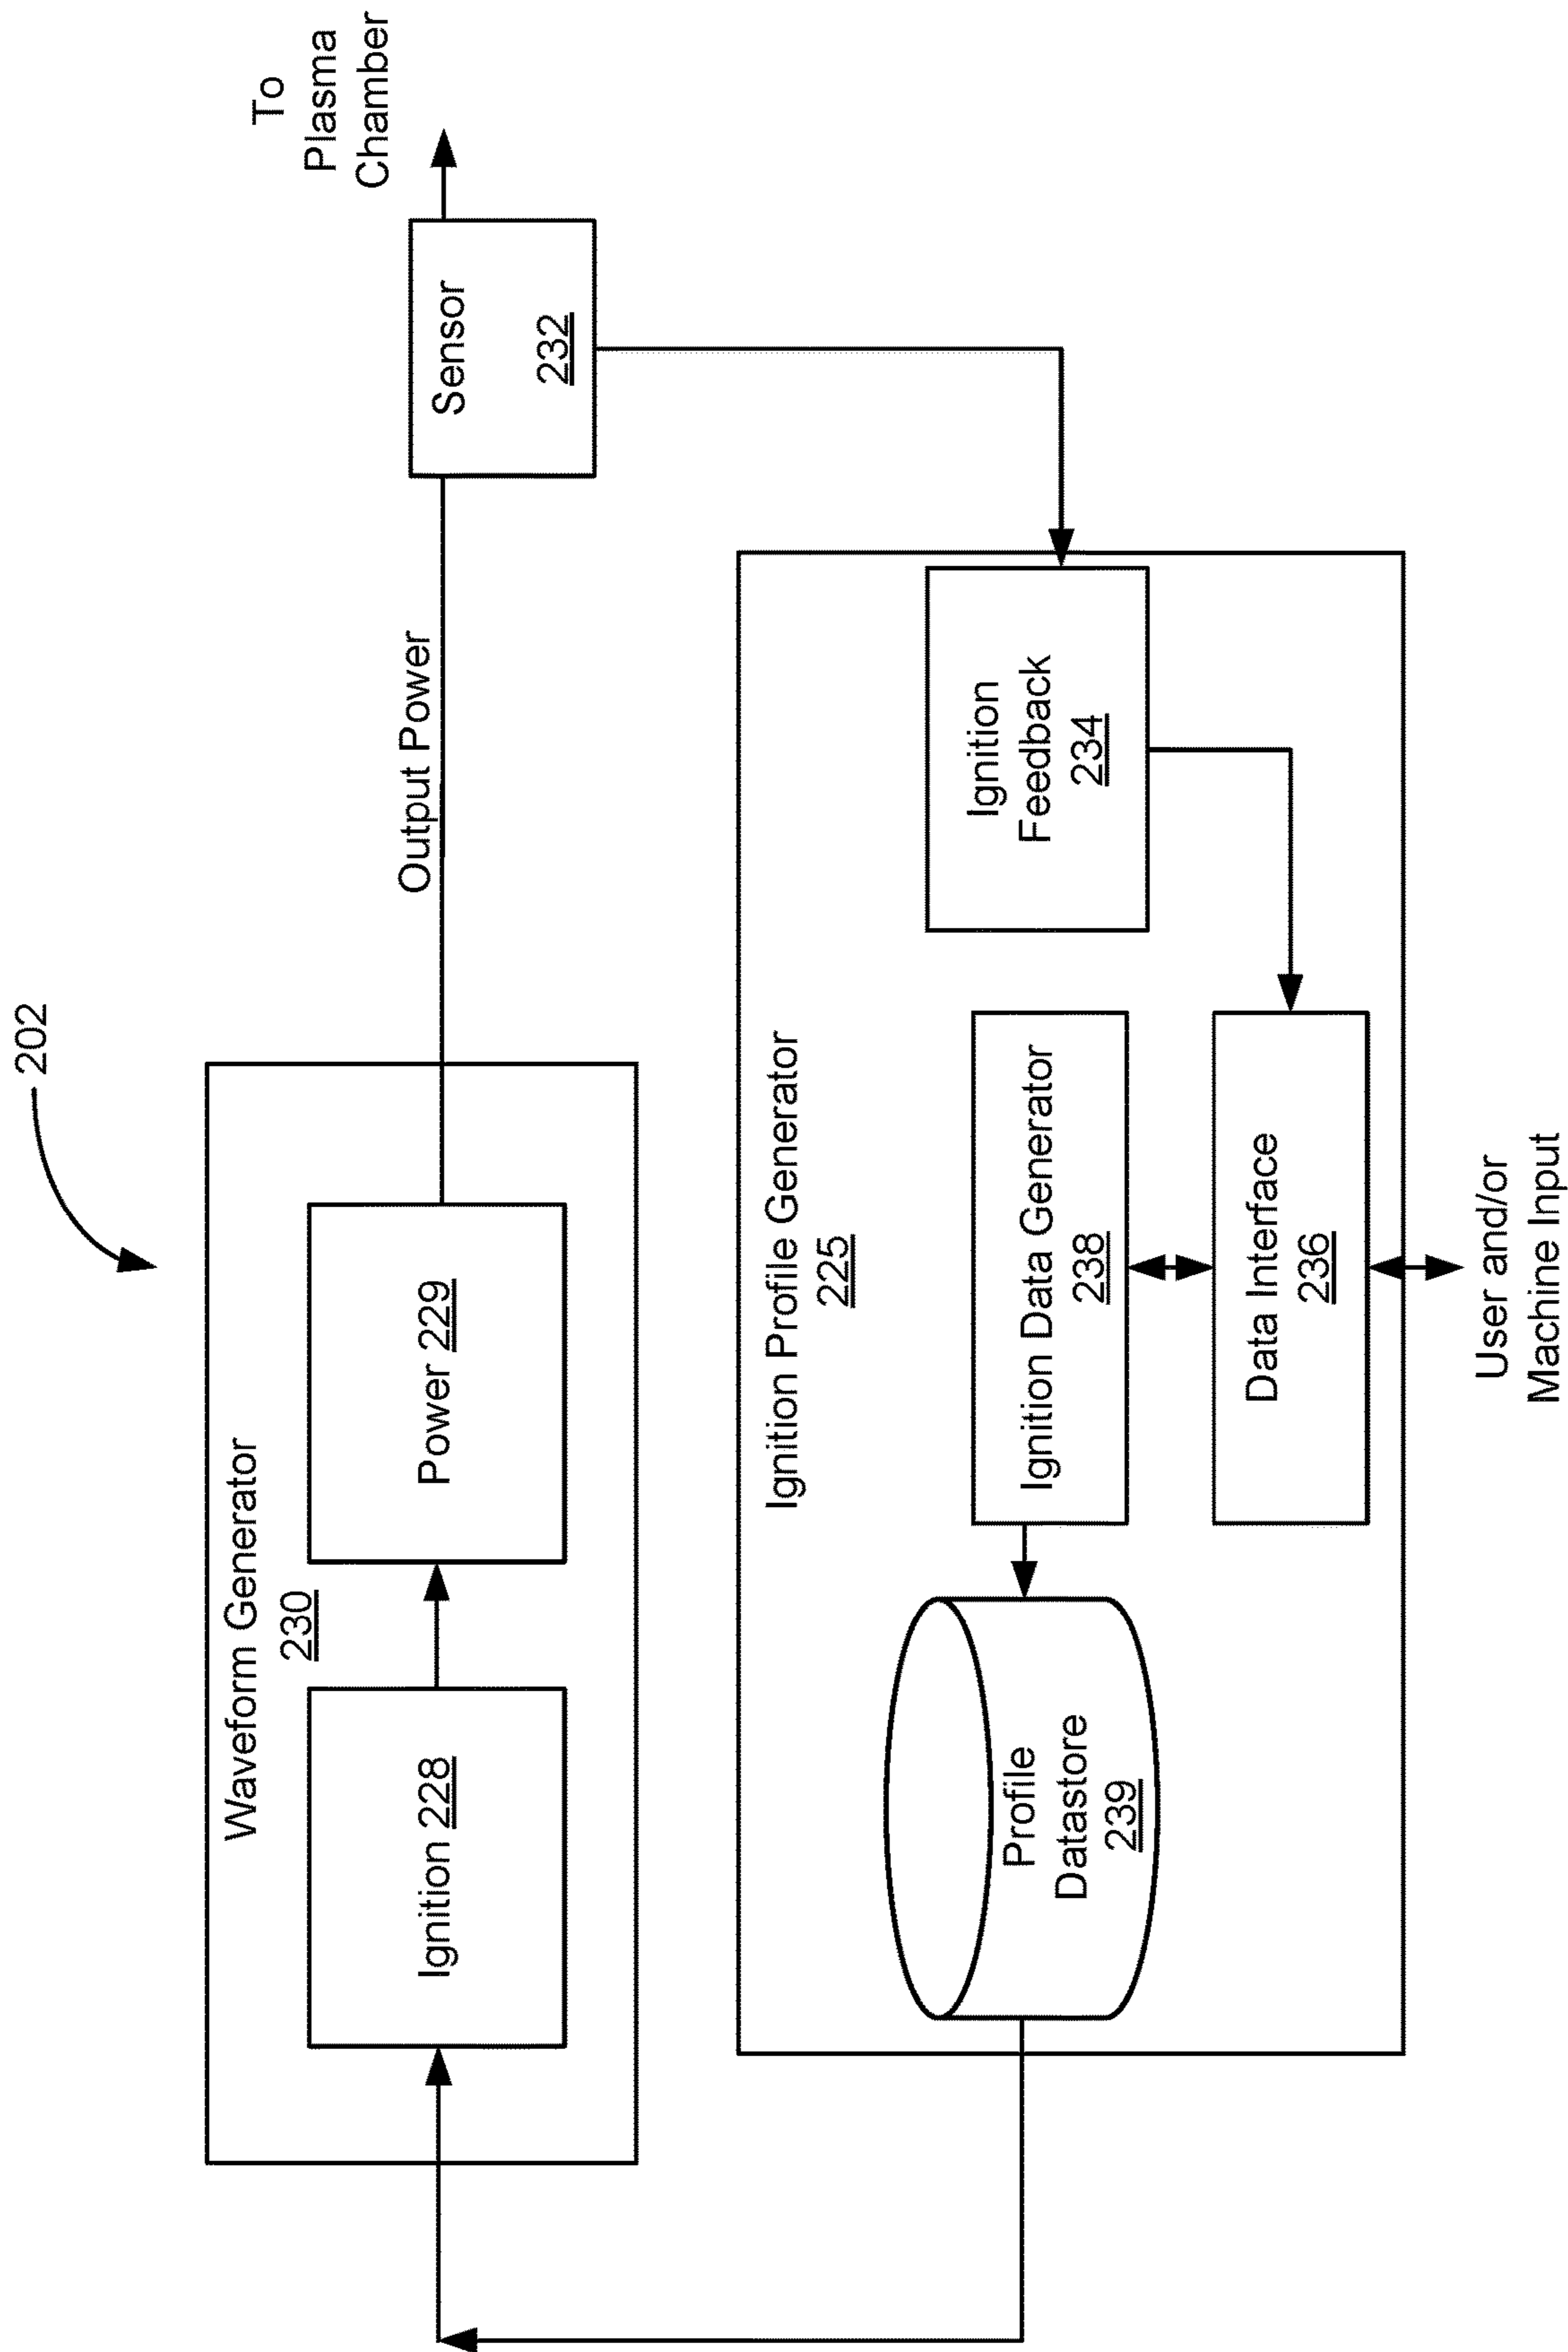 202
Waveform Generator
230
Ignition 228
Power 229
Output Power
Sensor
232
To
Plasma
Chamber
Ignition Profile Generator
225
Profile
Datastore
239
Ignition Data Generator
238
Data Interface
236
Ignition
Feedback
234
User and/or
Machine Input